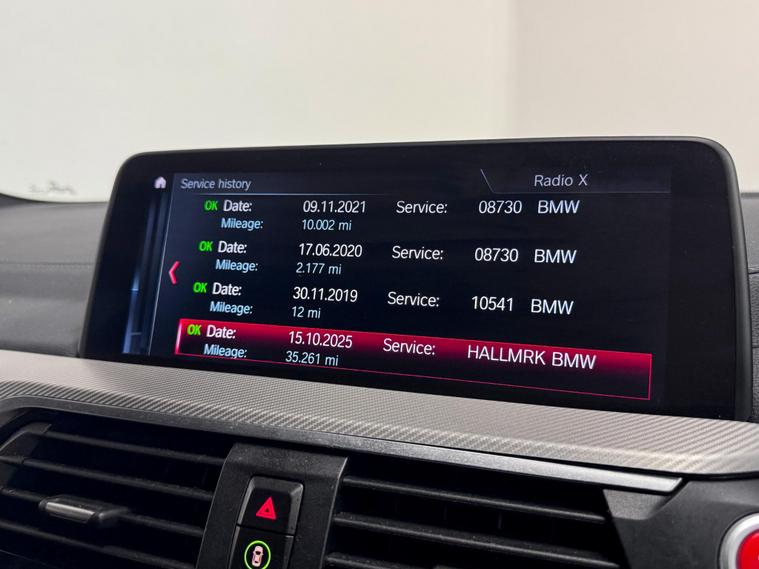 Service history
Radio X
OK Date: 09.11.2021 Service: 08730 BMW
Mileage: 10.002 mi
OK Date: 17.06.2020 Service: 08730 BMW
Mileage: 2.177 mi
OK Date: 30.11.2019 Service: 10541 BMW
Mileage: 12 mi
OK Date: 15.10.2025 Service: HALLMRK BMW
Mileage: 35.261 mi